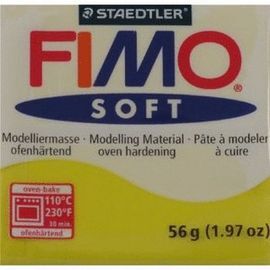 STAEDTLER
FIMO®
SOFT
Modelliermasse · Modelling Material · Pâte à modeler
ofenhärtend oven hardening à cuire
oven-bake
110°C
230°F
30 min.
ofenhärtend
56 g (1.97 oz)